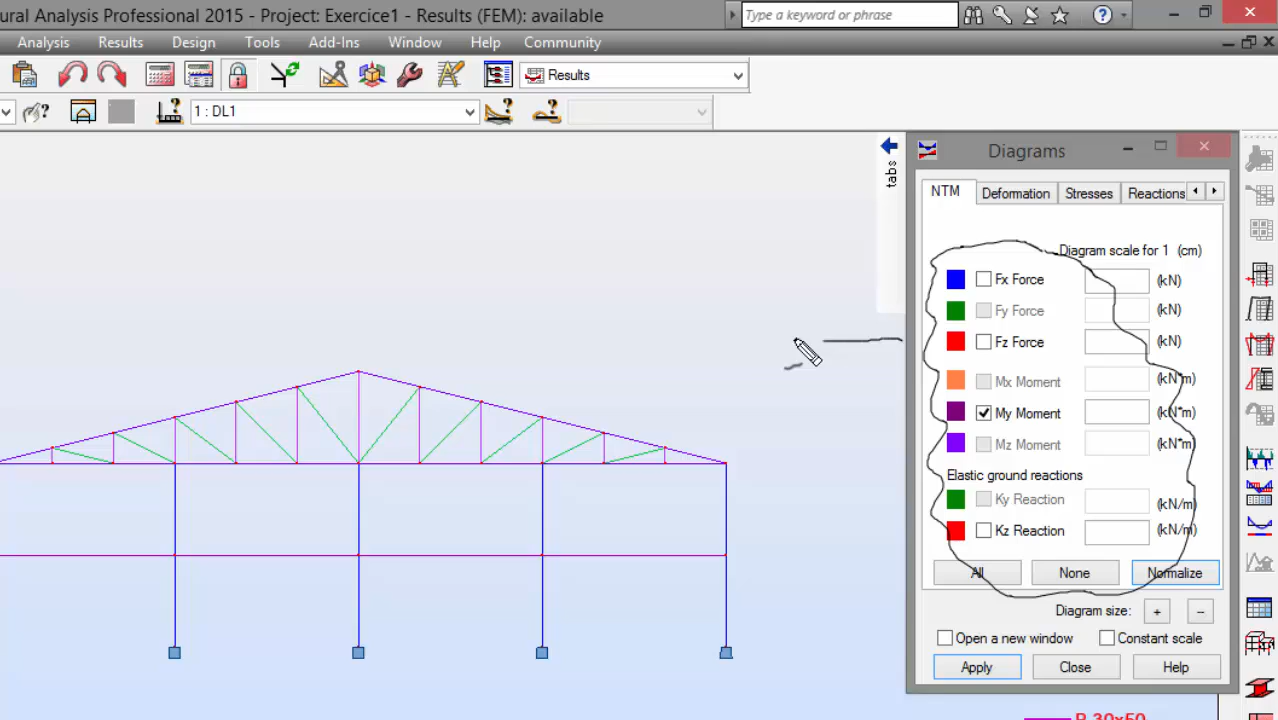 ural Analysis Professional 2015 - Project: Exercice1 - Results (FEM): available
Type a keyword or phrase
Analysis Results Design Tools Add-Ins Window Help Community
Results
1 : DL1
tabs
Diagrams
NTM Deformation Stresses Reactions
Diagram scale for 1 (cm)
Fx Force (kN)
Fy Force (kN)
Fz Force (kN)
Mx Moment (kN*m)
My Moment (kN*m)
Mz Moment (kN*m)
Elastic ground reactions
Ky Reaction (kN/m)
Kz Reaction (kN/m)
All None Normalize
Diagram size: + -
Open a new window Constant scale
Apply Close Help
R 30x50